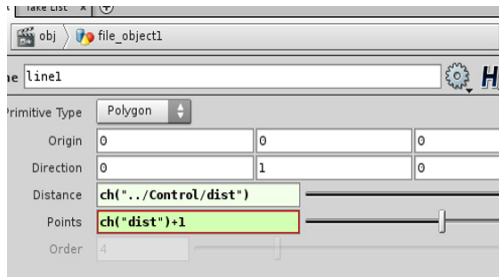 Take List x
obj file_object1
line1 H
Primitive Type Polygon
Origin 0 0 0
Direction 0 1 0
Distance ch("../Control/dist")
Points ch("dist")+1
Order 4